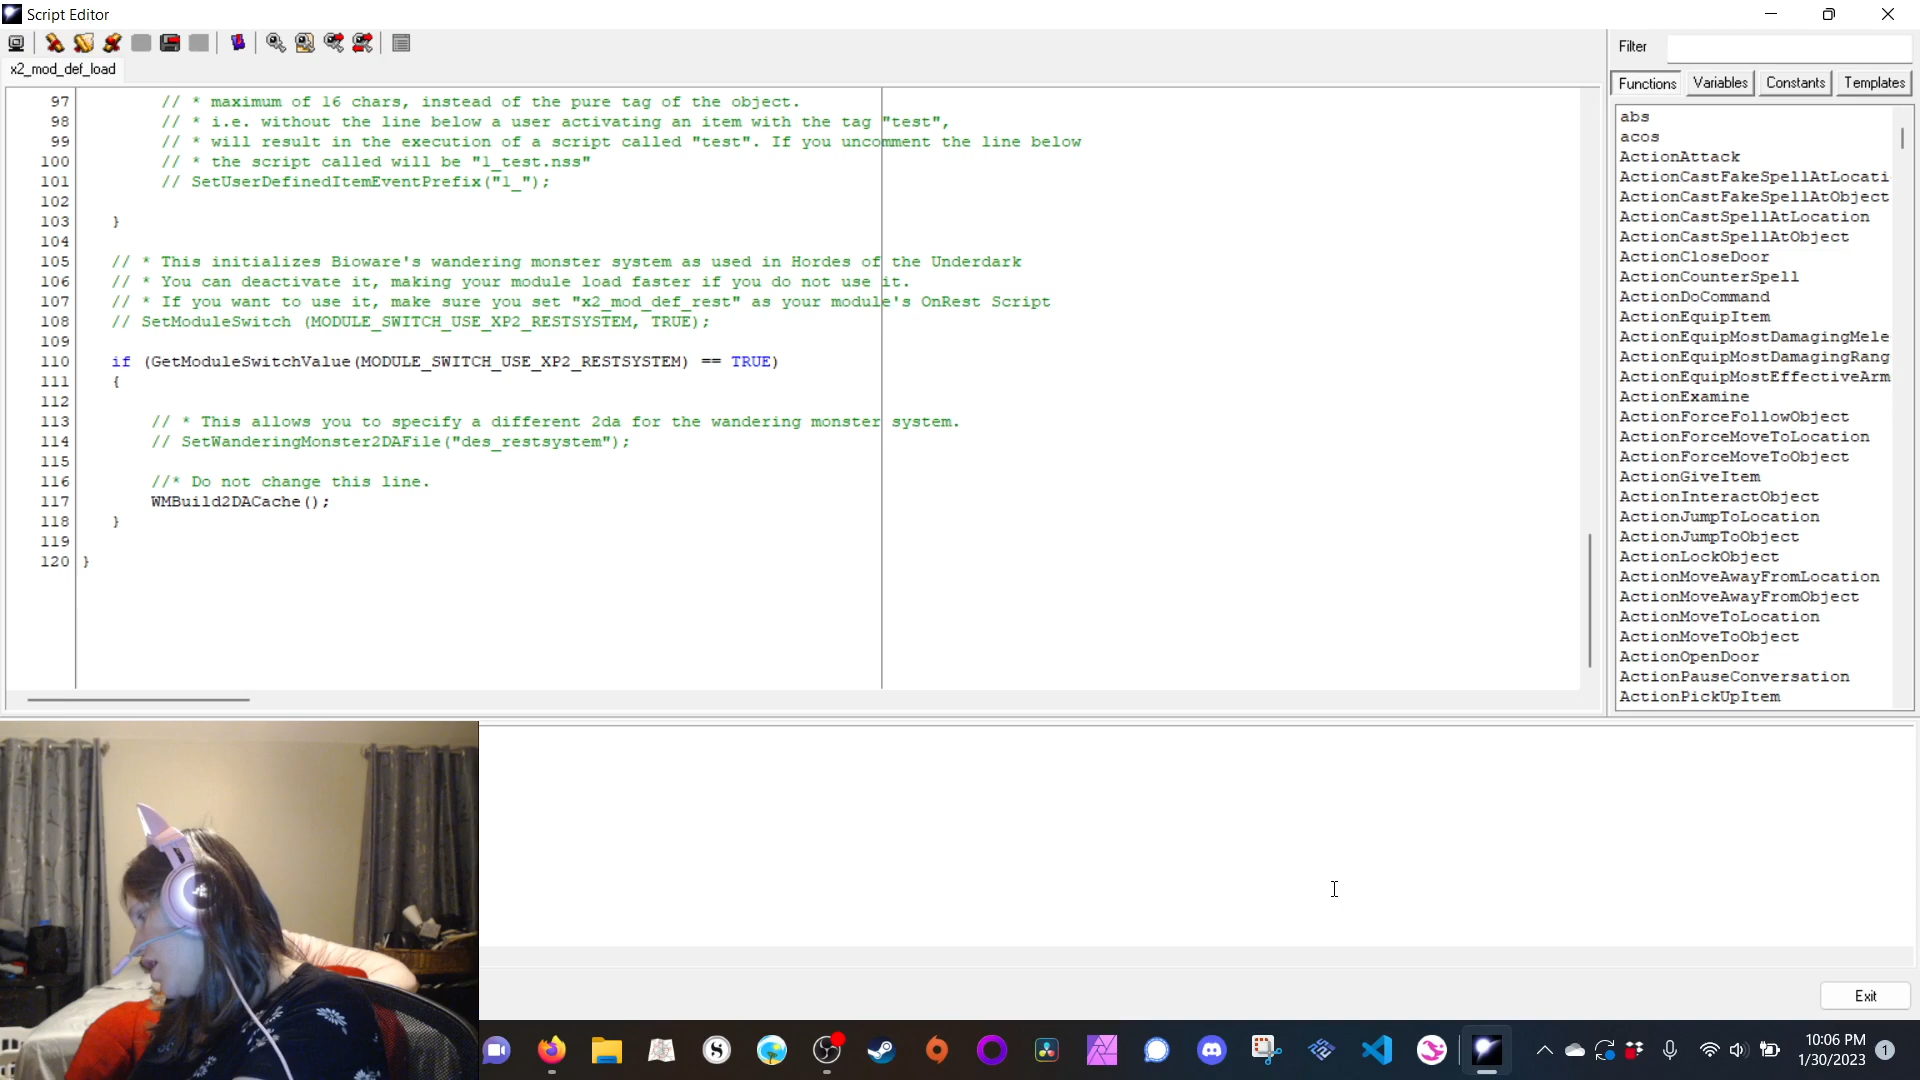 Script Editor
x2_mod_def_load
97 // * maximum of 16 chars, instead of the pure tag of the object.
98 // * i.e. without the line below a user activating an item with the tag "test",
99 // * will result in the execution of a script called "test". If you uncomment the line below
100 // * the script called will be "1_test.nss"
101 // SetUserDefinedItemEventPrefix("1_");
102
103 }
104
105 // * This initializes Bioware's wandering monster system as used in Hordes of the Underdark
106 // * You can deactivate it, making your module load faster if you do not use it.
107 // * If you want to use it, make sure you set "x2_mod_def_rest" as your module's OnRest Script
108 // SetModuleSwitch (MODULE_SWITCH_USE_XP2_RESTSYSTEM, TRUE);
109
110 if (GetModuleSwitchValue(MODULE_SWITCH_USE_XP2_RESTSYSTEM) == TRUE)
111 {
112
113 // * This allows you to specify a different 2da for the wandering monster system.
114 // SetWanderingMonster2DAFile("des_restsystem");
115
116 //* Do not change this line.
117 WMBuild2DACache();
118 }
119
120 }
Filter
Functions Variables Constants Templates
abs
acos
ActionAttack
ActionCastFakeSpellAtLocati
ActionCastFakeSpellAtObject
ActionCastSpellAtLocation
ActionCastSpellAtObject
ActionCloseDoor
ActionCounterSpell
ActionDoCommand
ActionEquipItem
ActionEquipMostDamagingMele
ActionEquipMostDamagingRang
ActionEquipMostEffectiveArm
ActionExamine
ActionForceFollowObject
ActionForceMoveToLocation
ActionForceMoveToObject
ActionGiveItem
ActionInteractObject
ActionJumpToLocation
ActionJumpToObject
ActionLockObject
ActionMoveAwayFromLocation
ActionMoveAwayFromObject
ActionMoveToLocation
ActionMoveToObject
ActionOpenDoor
ActionPauseConversation
ActionPickUpItem
Exit
10:06 PM
1/30/2023
1